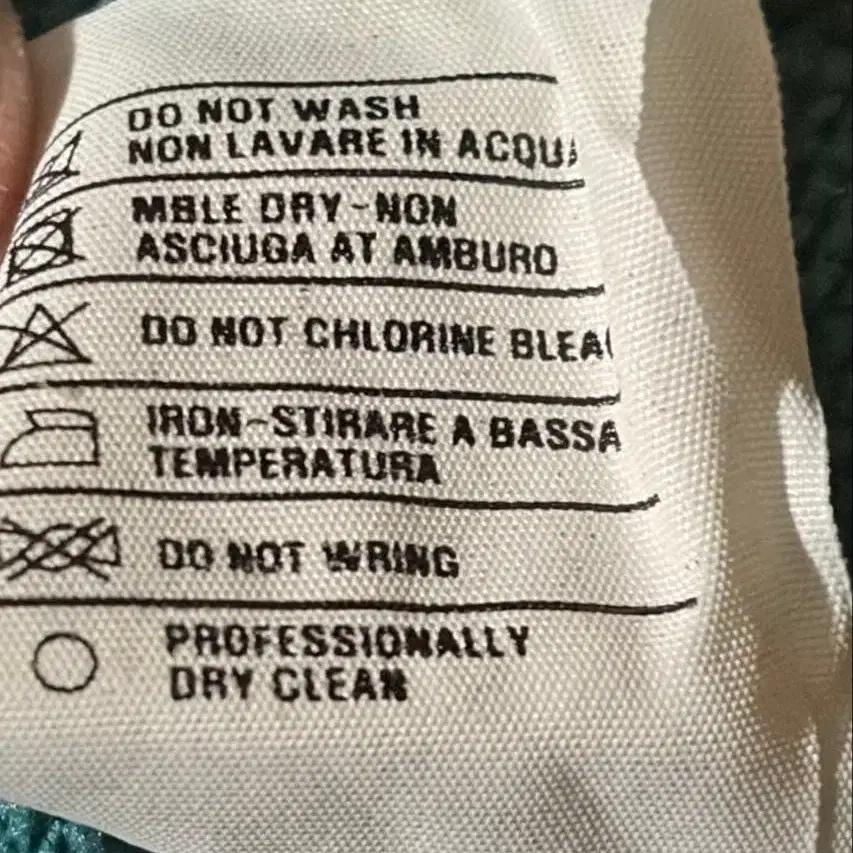 DO NOT WASH
NON LAVARE IN ACQUA
MBLE DRY-NON
ASCIUGA AT AMBURO
DO NOT CHLORINE BLEA
IRON-STIRARE A BASSA
TEMPERATURA
DO NOT WRING
PROFESSIONALLY
DRY CLEAN